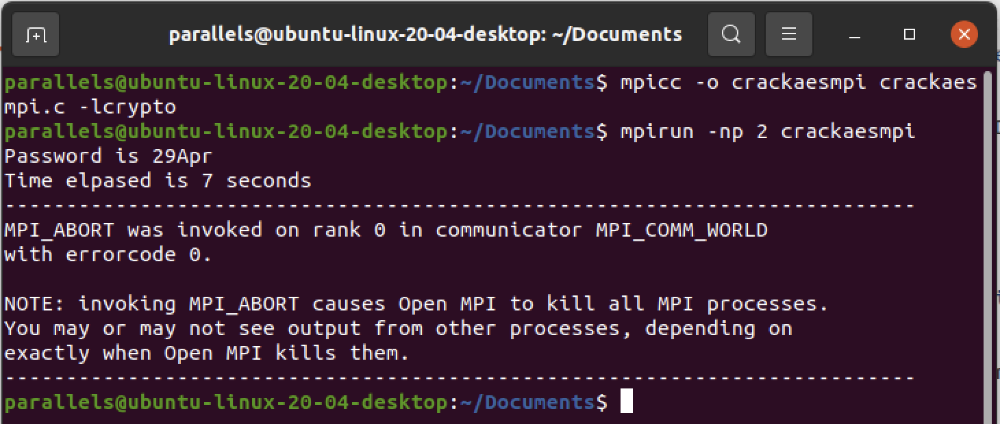 parallels@ubuntu-linux-20-04-desktop: ~/Documents
parallels@ubuntu-linux-20-04-desktop:~/Documents$ mpicc -o crackaesmpi crackaes
mpi.c -lcrypto
parallels@ubuntu-linux-20-04-desktop:~/Documents$ mpirun -np 2 crackaesmpi
Password is 29Apr
Time elpased is 7 seconds
--------------------------------------------------------------------------
MPI_ABORT was invoked on rank 0 in communicator MPI_COMM_WORLD
with errorcode 0.

NOTE: invoking MPI_ABORT causes Open MPI to kill all MPI processes.
You may or may not see output from other processes, depending on
exactly when Open MPI kills them.
--------------------------------------------------------------------------
parallels@ubuntu-linux-20-04-desktop:~/Documents$